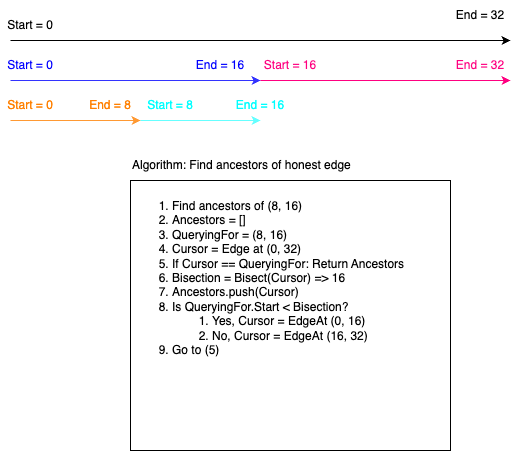 Start = 0
End = 32
Start = 0
End = 16
Start = 16
End = 32
Start = 0
End = 8
Start = 8
End = 16
Algorithm: Find ancestors of honest edge
1. Find ancestors of (8, 16)
2. Ancestors = []
3. QueryingFor = (8, 16)
4. Cursor = Edge at (0, 32)
5. If Cursor == QueryingFor: Return Ancestors
6. Bisection = Bisect(Cursor) => 16
7. Ancestors.push(Cursor)
8. Is QueryingFor.Start < Bisection?
1. Yes, Cursor = EdgeAt (0, 16)
2. No, Cursor = EdgeAt (16, 32)
9. Go to (5)